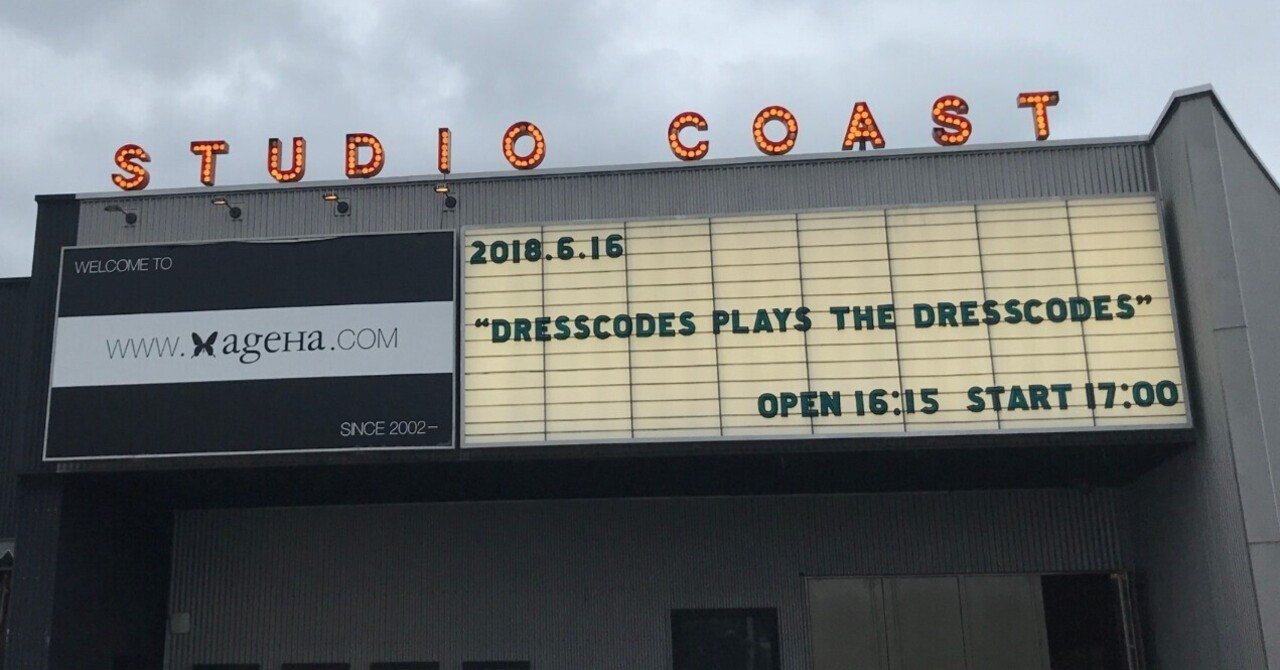 STUDIO COAST
WELCOME TO
WWW.ageHa.COM
SINCE 2002–
2018.6.16
“DRESSCODES PLAYS THE DRESSCODES”
OPEN 16:15 START 17:00